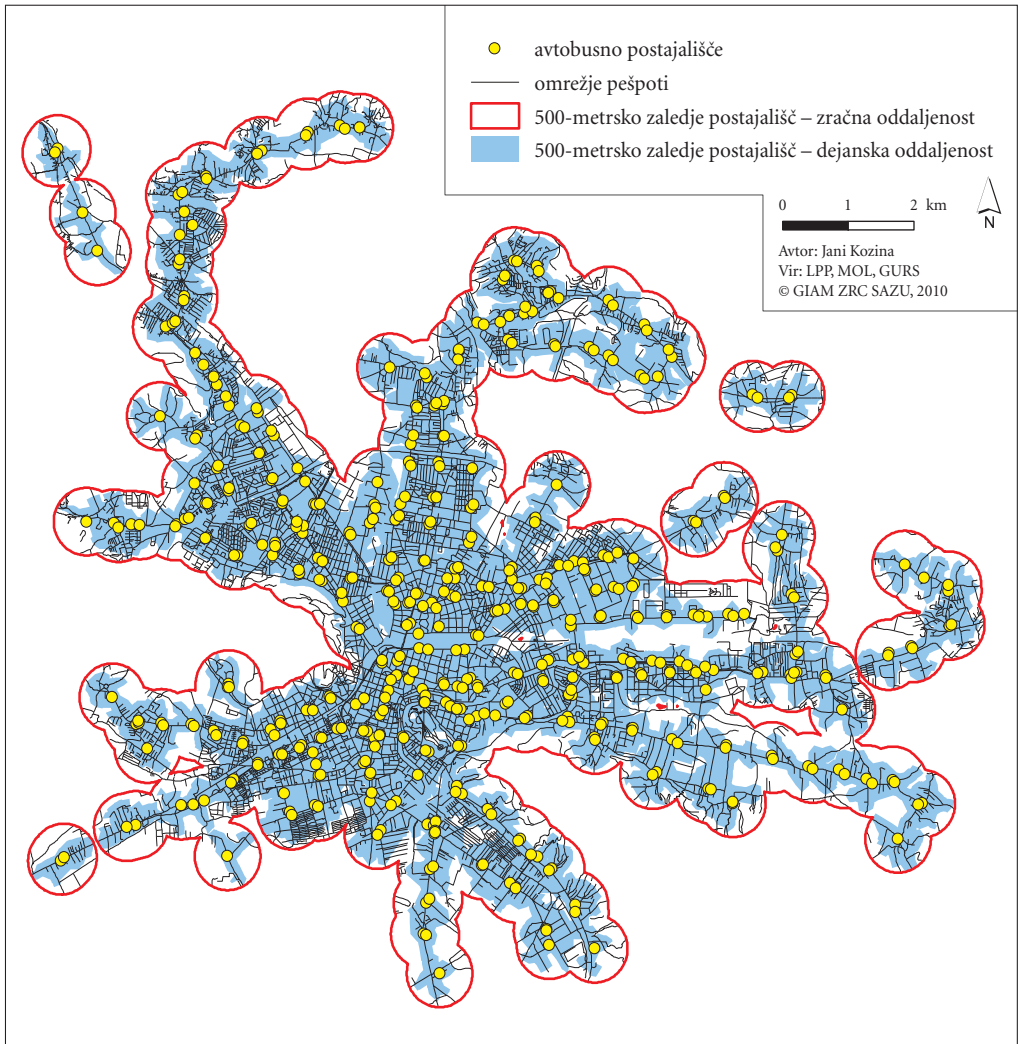 avtobusno postajališče
omrežje pešpoti
500-metrsko zaledje postajališč – zračna oddaljenost
500-metrsko zaledje postajališč – dejanska oddaljenost
0 1 2 km
N
Avtor: Jani Kozina
Vir: LPP, MOL, GURS
© GIAM ZRC SAZU, 2010